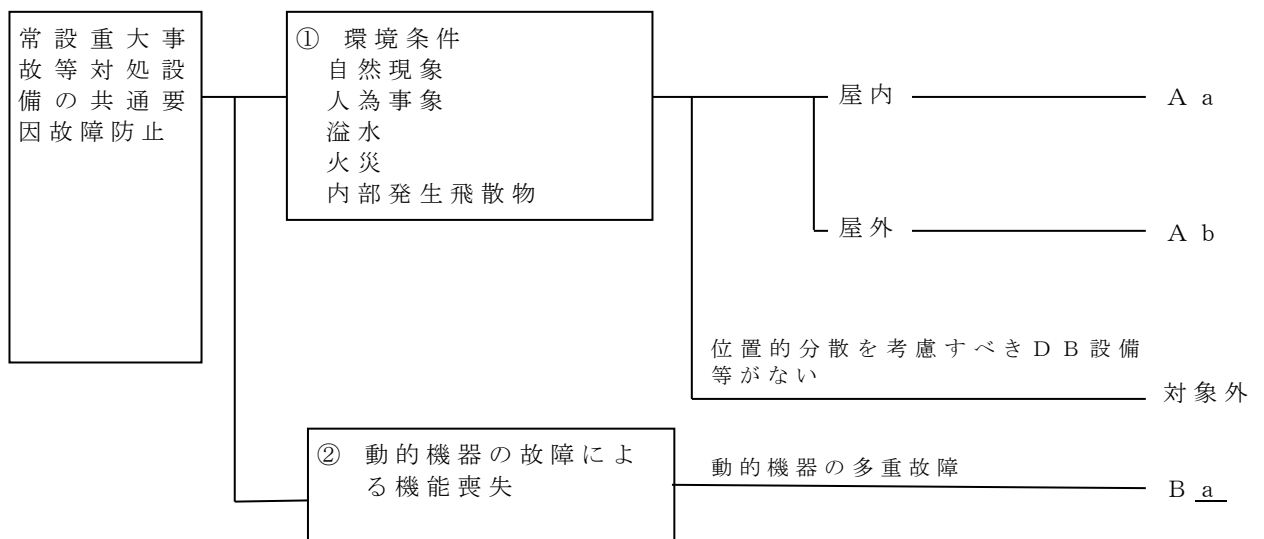 常設重大事
故等対処設
備の共通要
因故障防止
① 環境条件
自然現象
人為事象
溢水
火災
内部発生飛散物
屋内
Ａａ
屋外
Ａｂ
位置的分散を考慮すべきＤＢ設備
等がない
対象外
② 動的機器の故障によ
る機能喪失
動的機器の多重故障
Ｂａ